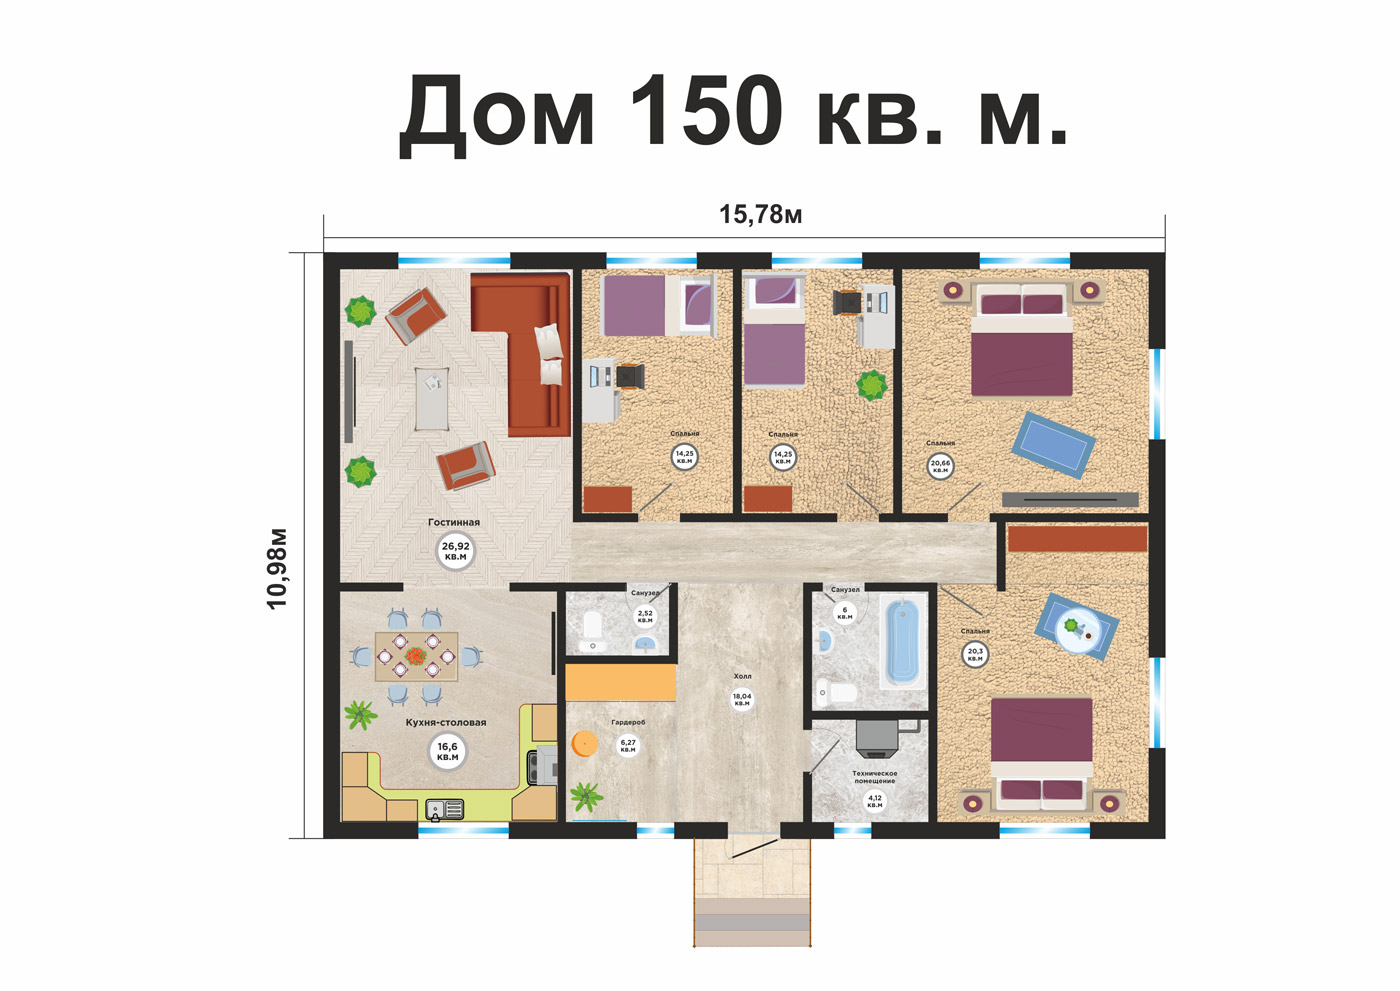 Дом 150 кв. м.
15,78м
10,98м
Спальня
14,25
кв.м
Спальня
14,25
кв.м
Спальня
20,66
кв.м
Гостинная
26,92
кв.м
Санузел
2,52
кв.м
Санузел
6
кв.м
Спальня
20,3
кв.м
Холл
18,04
кв.м
Кухня-столовая
16,6
кв.м
Гардероб
6,27
кв.м
Техническое
помещение
4,12
кв.м